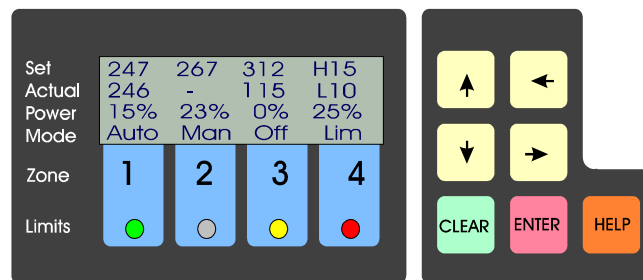 Set 247 267 312 H15
Actual 246 - 115 L10
Power 15% 23% 0% 25%
Mode Auto Man Off Lim
Zone 1 2 3 4
Limits
CLEAR ENTER HELP